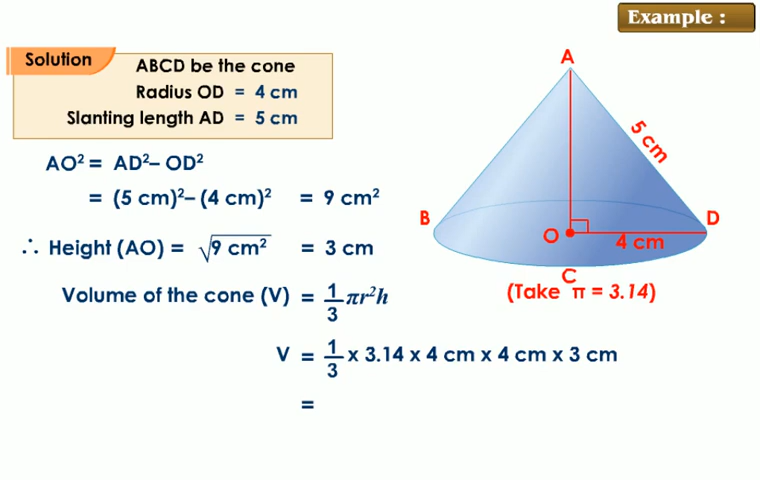 Example :
Solution
ABCD be the cone
Radius OD = 4 cm
Slanting length AD = 5 cm
AO² = AD² – OD²
= (5 cm)² – (4 cm)² = 9 cm²
∴ Height (AO) = √9 cm² = 3 cm
Volume of the cone (V) = 1/3 πr²h
V = 1/3 x 3.14 x 4 cm x 4 cm x 3 cm
=
A
5 cm
B
D
O
4 cm
C
(Take π = 3.14)